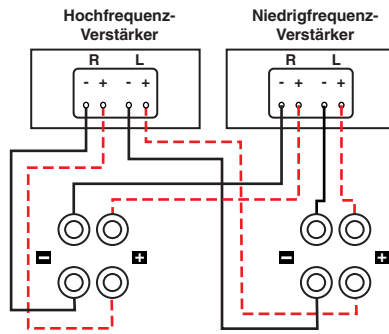 Hochfrequenz-
Verstärker
Niedrigfrequenz-
Verstärker
R L
- + - +
R L
- + - +
- +
- +